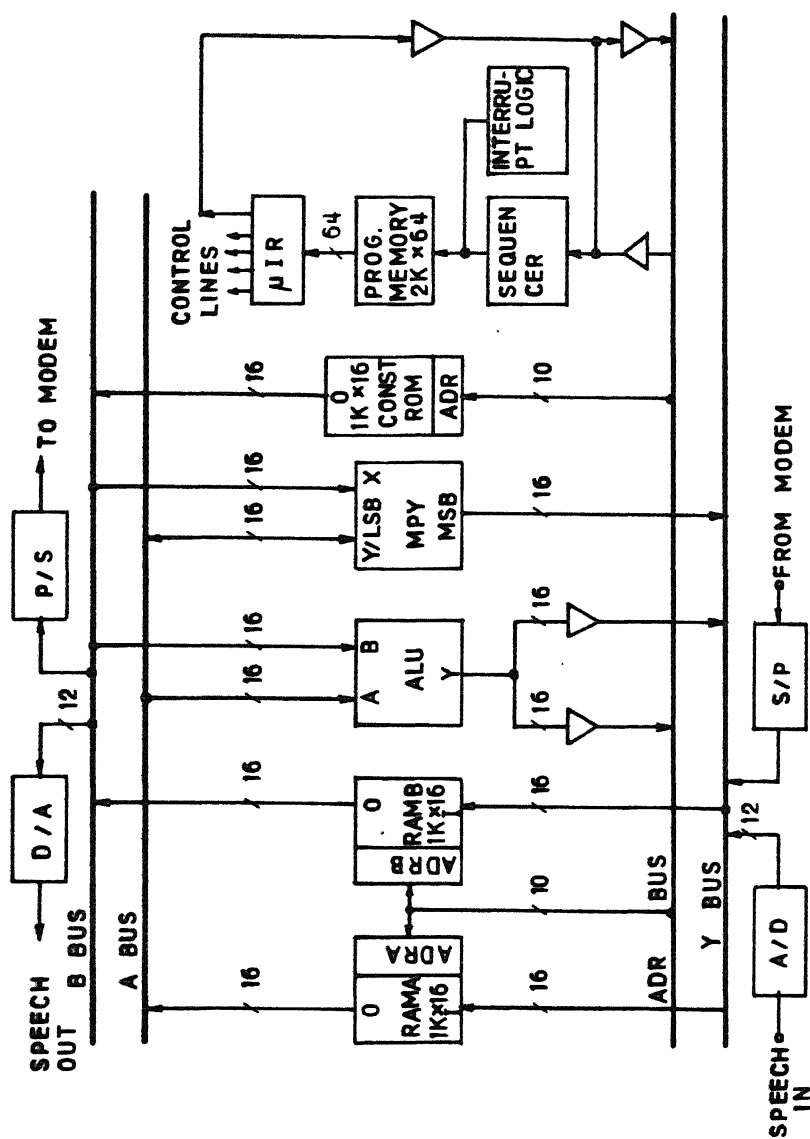 SPEECH
OUT
D/A
12
P/S
TO MODEM
B BUS
A BUS
CONTROL
LINES
16
16
16
16
16
16
16
µIR
64
O
RAMA
1K×16
I
ADRA
ADRB
O
RAMB
1K×16
I
A
B
ALU
Y
Y/LSB X
MPY
MSB
O
1K×16
CONST
ROM
ADR
PROG.
MEMORY
2K×64
SEQUEN
CER
INTERRU-
PT LOGIC
16
10
16
16
16
16
10
ADR BUS
Y BUS
12
SPEECH
IN
A/D
S/P
FROM MODEM